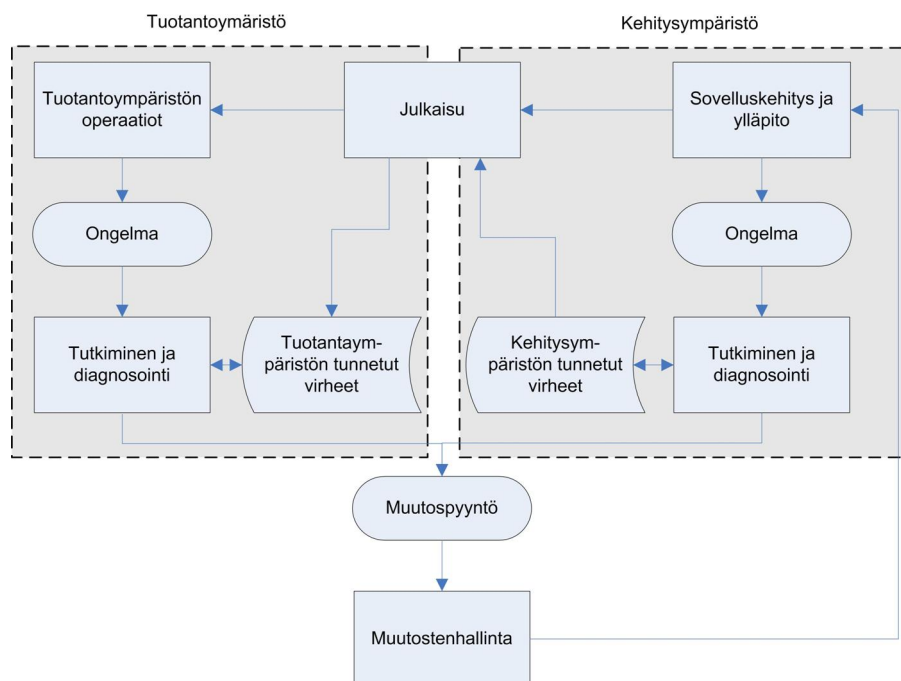 Tuotantoymäristö
Kehitysympäristö
Tuotantoympäristön
operaatiot
Julkaisu
Sovelluskehitys ja
ylläpito
Ongelma
Ongelma
Tutkiminen ja
diagnosointi
Tuotantaym-
päristön tunnetut
virheet
Kehitysym-
päristön tunnetut
virheet
Tutkiminen ja
diagnosointi
Muutospyyntö
Muutostenhallinta